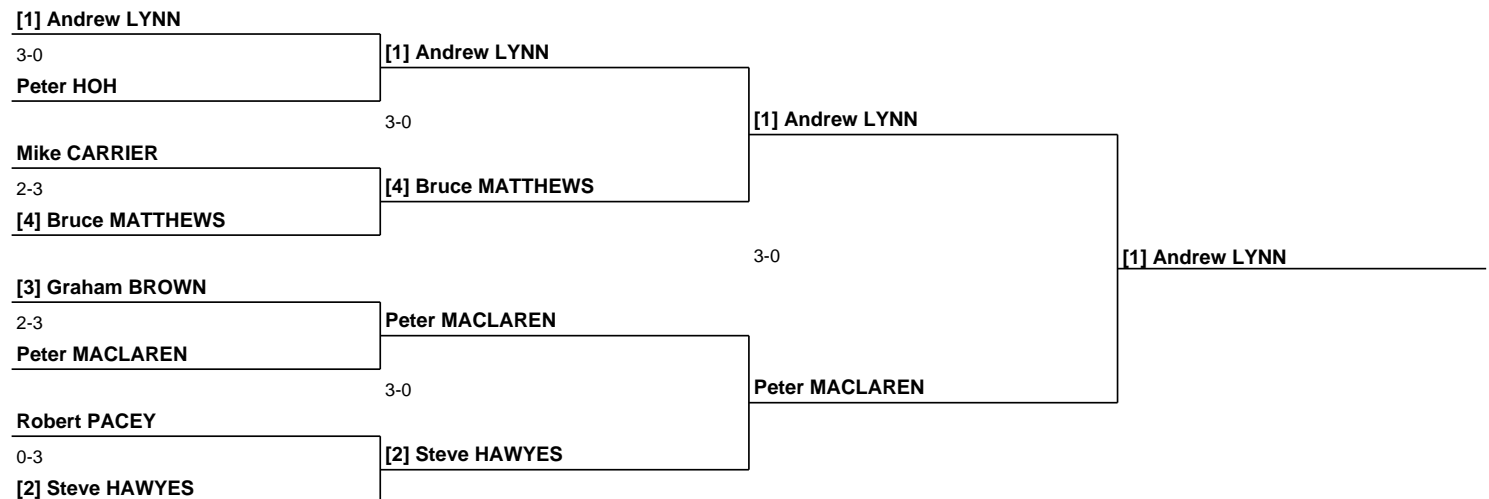 [1] Andrew LYNN
3-0
[1] Andrew LYNN
Peter HOH
3-0
[1] Andrew LYNN
Mike CARRIER
2-3
[4] Bruce MATTHEWS
[4] Bruce MATTHEWS
3-0
[1] Andrew LYNN
[3] Graham BROWN
2-3
Peter MACLAREN
Peter MACLAREN
3-0
Peter MACLAREN
Robert PACEY
0-3
[2] Steve HAWYES
[2] Steve HAWYES